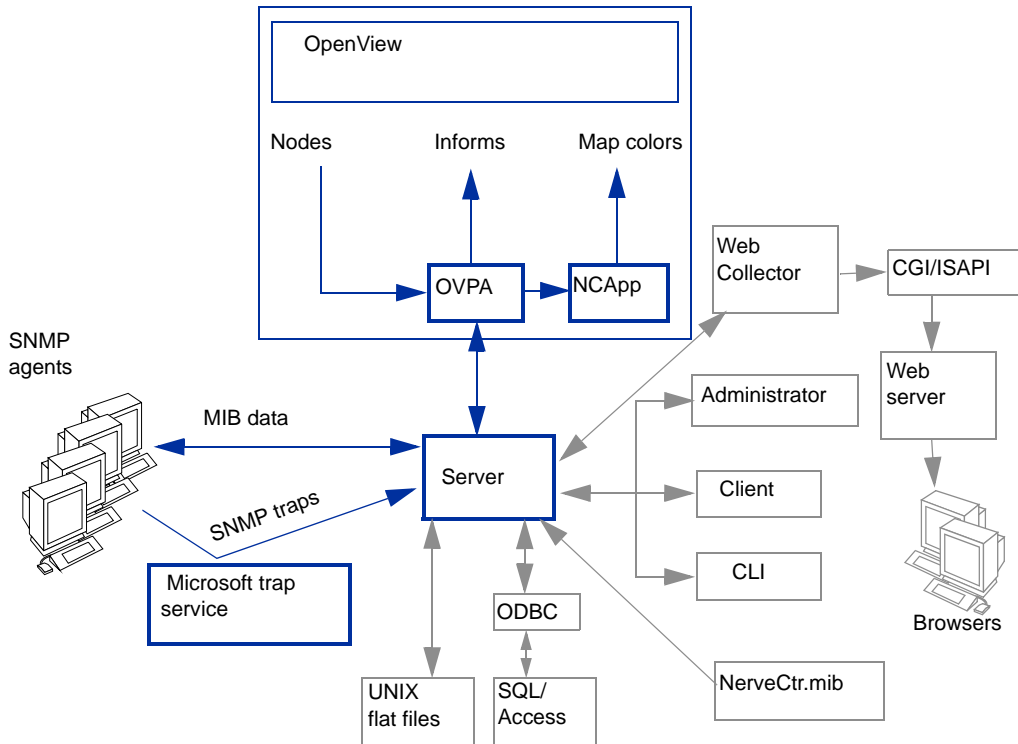 OpenView
Nodes
Informs
Map colors
OVPA
NCApp
Web
Collector
CGI/ISAPI
SNMP
agents
Web
server
Administrator
MIB data
Server
Client
SNMP traps
CLI
Microsoft trap
service
ODBC
Browsers
UNIX
flat files
SQL/
Access
NerveCtr.mib